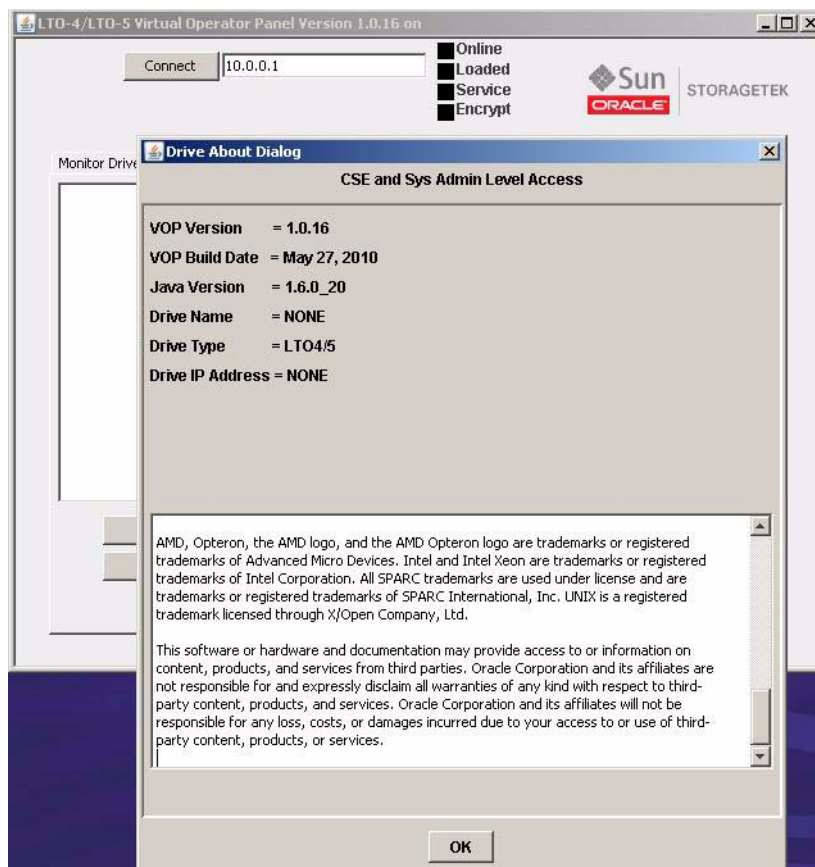 LTO-4/LTO-5 Virtual Operator Panel Version 1.0.16 on
Connect
10.0.0.1
Online
Loaded
Service
Encrypt
Sun
ORACLE
STORAGETEK
Monitor Drive
Drive About Dialog
CSE and Sys Admin Level Access
VOP Version = 1.0.16
VOP Build Date = May 27, 2010
Java Version = 1.6.0_20
Drive Name = NONE
Drive Type = LTO4/5
Drive IP Address = NONE
AMD, Opteron, the AMD logo, and the AMD Opteron logo are trademarks or registered
trademarks of Advanced Micro Devices. Intel and Intel Xeon are trademarks or registered
trademarks of Intel Corporation. All SPARC trademarks are used under license and are
trademarks or registered trademarks of SPARC International, Inc. UNIX is a registered
trademark licensed through X/Open Company, Ltd.
This software or hardware and documentation may provide access to or information on
content, products, and services from third parties. Oracle Corporation and its affiliates are
not responsible for and expressly disclaim all warranties of any kind with respect to third-
party content, products, and services. Oracle Corporation and its affiliates will not be
responsible for any loss, costs, or damages incurred due to your access to or use of third-
party content, products, or services.
OK